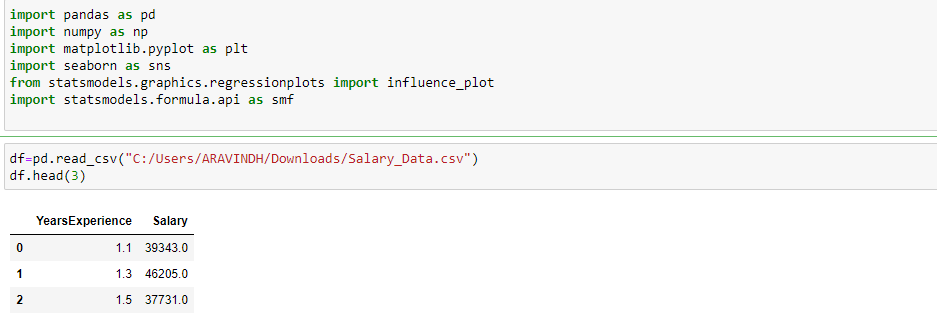 import pandas as pd
import numpy as np
import matplotlib.pyplot as plt
import seaborn as sns
from statsmodels.graphics.regressionplots import influence_plot
import statsmodels.formula.api as smf
df=pd.read_csv("C:/Users/ARAVINDH/Downloads/Salary_Data.csv")
df.head(3)
YearsExperience Salary
0 1.1 39343.0
1 1.3 46205.0
2 1.5 37731.0